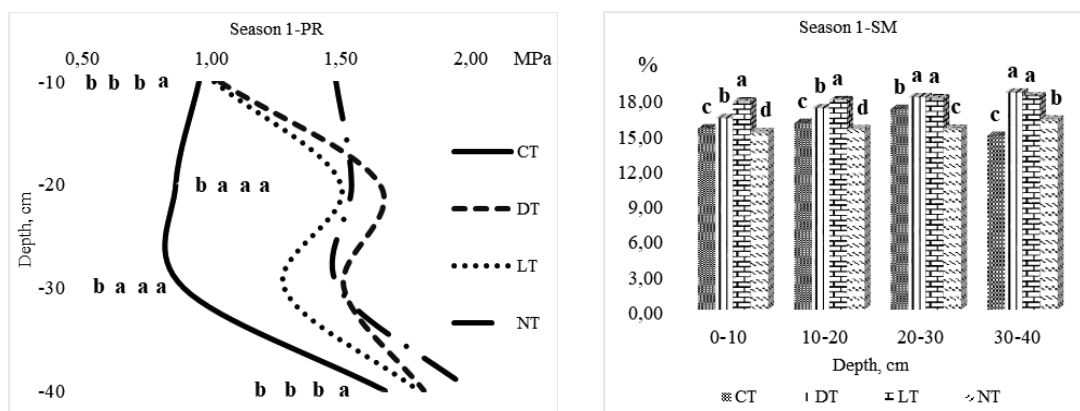 Season 1-PR
0,50 1,00 1,50 2,00 MPa
-10
b b b a
CT
-20
b a a a
DT
Depth, cm
LT
-30
b a a a
NT
-40
b b b a
Season 1-SM
%
18,00
15,00
12,00
9,00
6,00
3,00
0,00
c b a d
c b a d
b a a c
c a a b
0-10 10-20 20-30 30-40
Depth, cm
CT DT LT NT